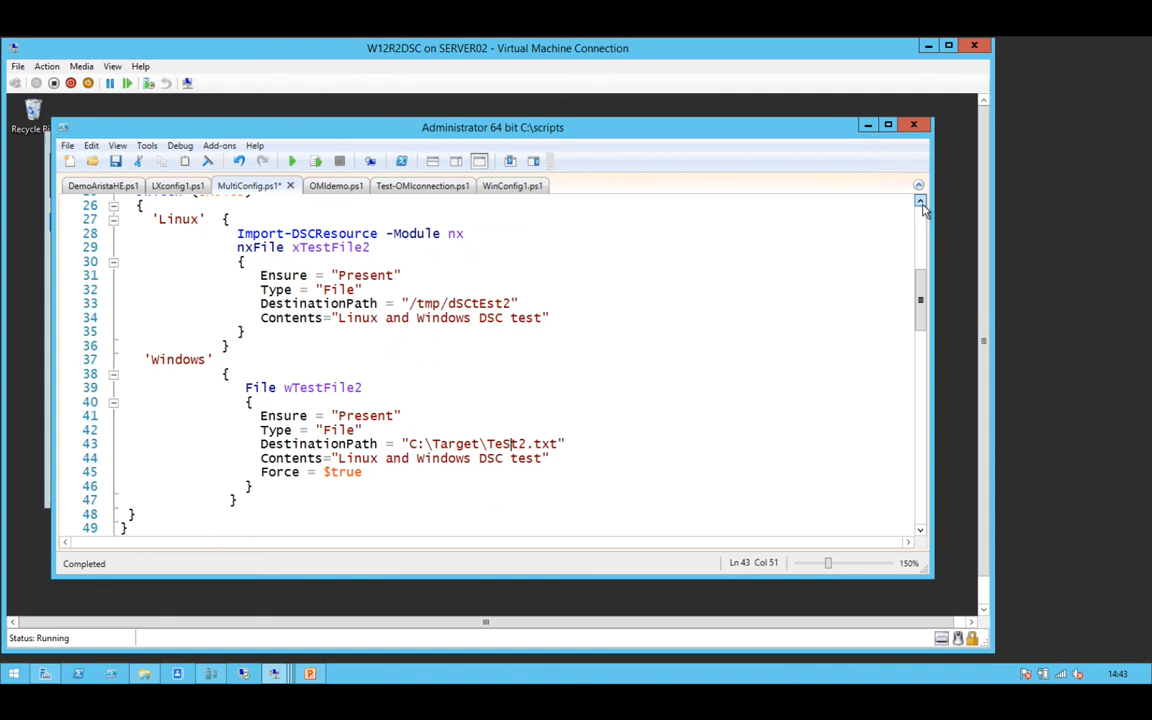 W12R2DSC on SERVER02 - Virtual Machine Connection
File Action Media View Help
Recycle Bi
Administrator 64 bit C:\scripts
File Edit View Tools Debug Add-ons Help
DemoAristaHE.ps1 LXconfig1.ps1 MultiConfig.ps1* OMIdemo.ps1 Test-OMIconnection.ps1 WinConfig1.ps1
26 {
27 'Linux' {
28 Import-DSCResource -Module nx
29 nxFile xTestFile2
30 {
31 Ensure = "Present"
32 Type = "File"
33 DestinationPath = "/tmp/dSCtEst2"
34 Contents="Linux and Windows DSC test"
35 }
36 }
37 'Windows'
38 {
39 File wTestFile2
40 {
41 Ensure = "Present"
42 Type = "File"
43 DestinationPath = "C:\Target\TeSt2.txt"
44 Contents="Linux and Windows DSC test"
45 Force = $true
46 }
47 }
48 }
49 }
Completed Ln 43 Col 51 150%
Status: Running
14:43